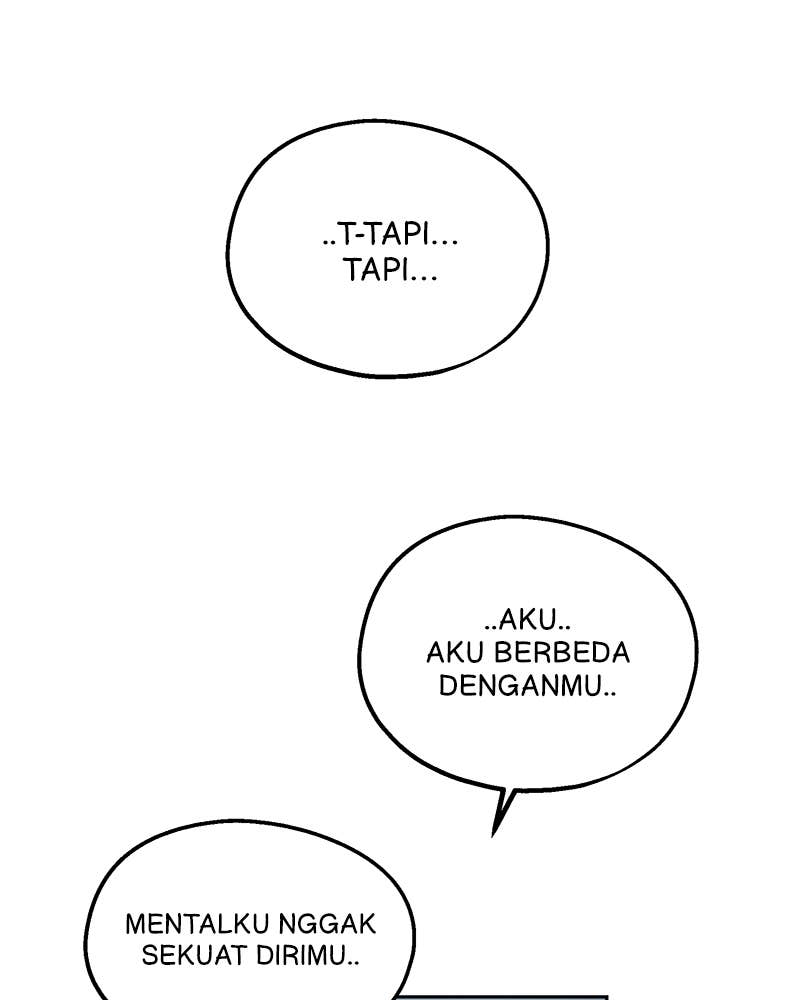 ..T-TAPI...
TAPI...
..AKU..
AKU BERBEDA
DENGANMU..
MENTALKU NGGAK
SEKUAT DIRIMU..